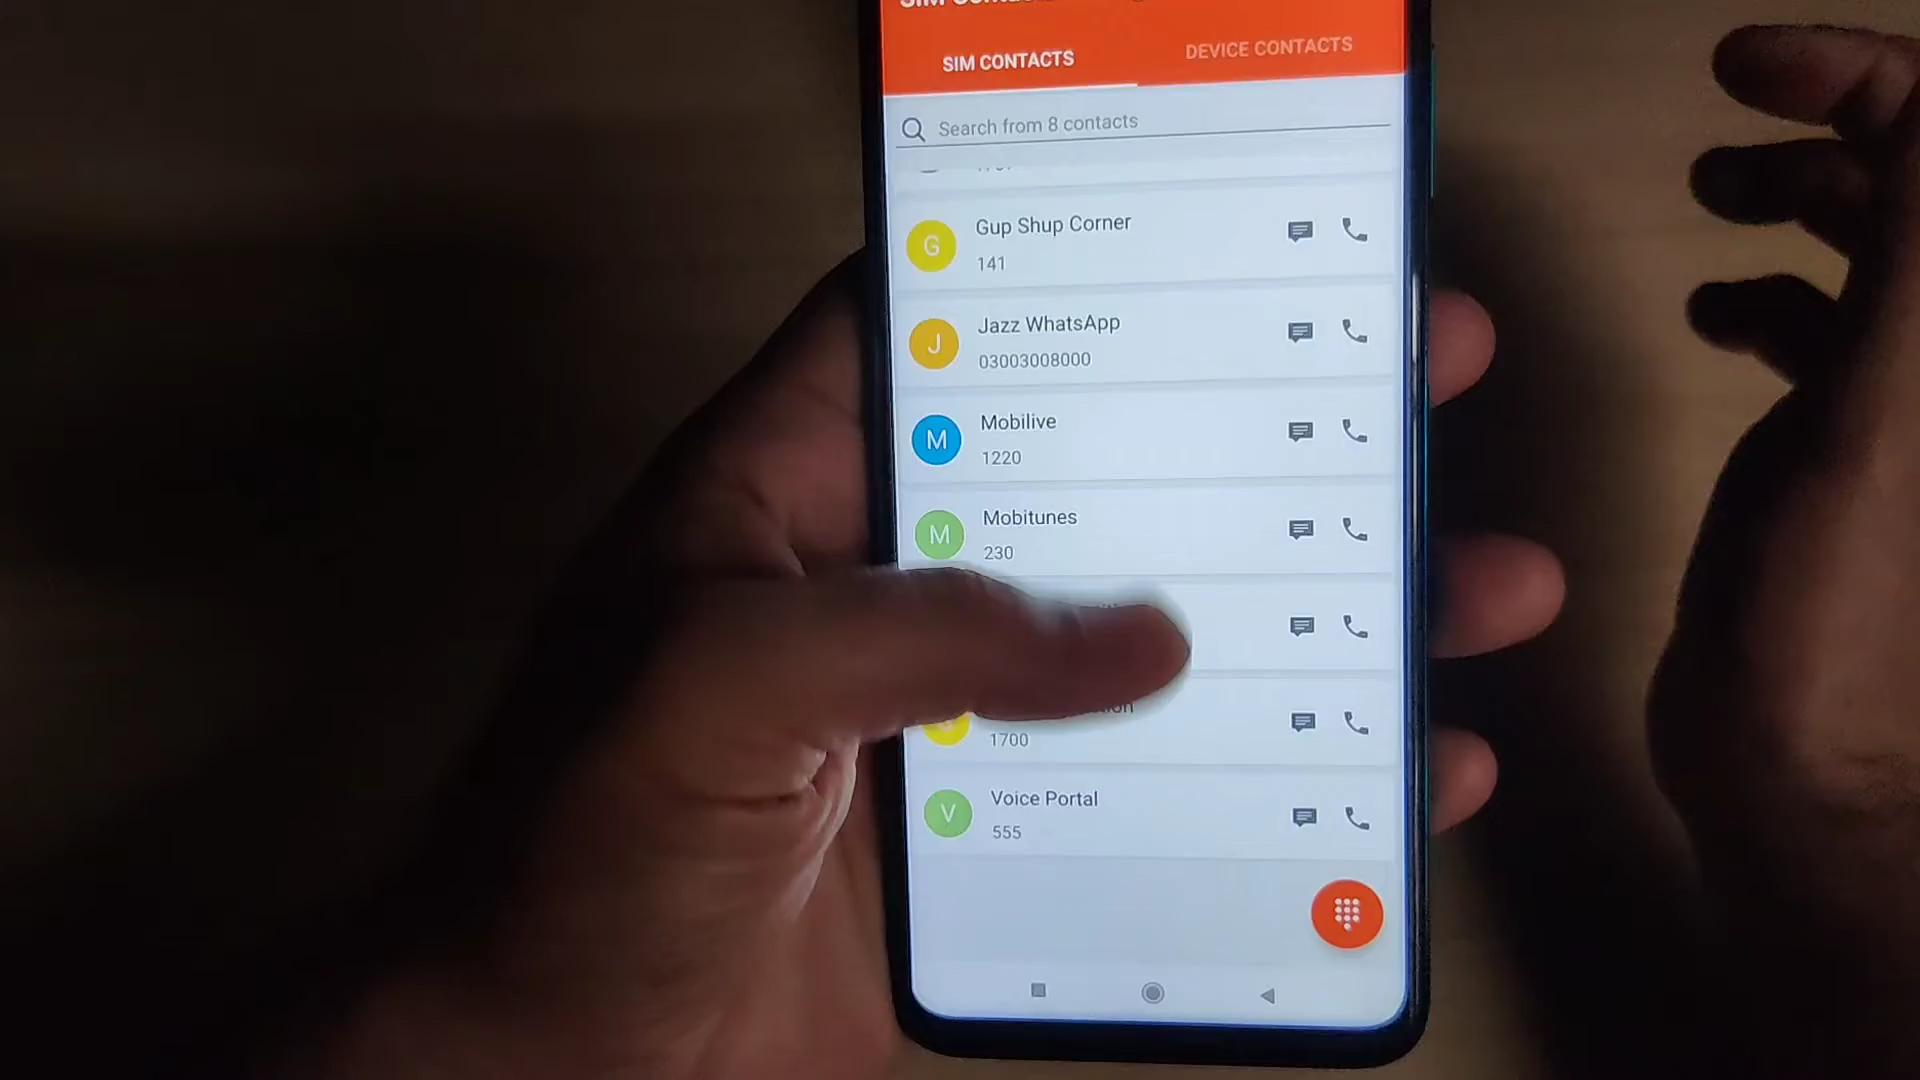 SIM
SIM CONTACTS
DEVICE CONTACTS
Search from 8 contacts
G
Gup Shup Corner
141
J
Jazz WhatsApp
03003008000
M
Mobilive
1220
M
Mobitunes
230
1700
V
Voice Portal
555